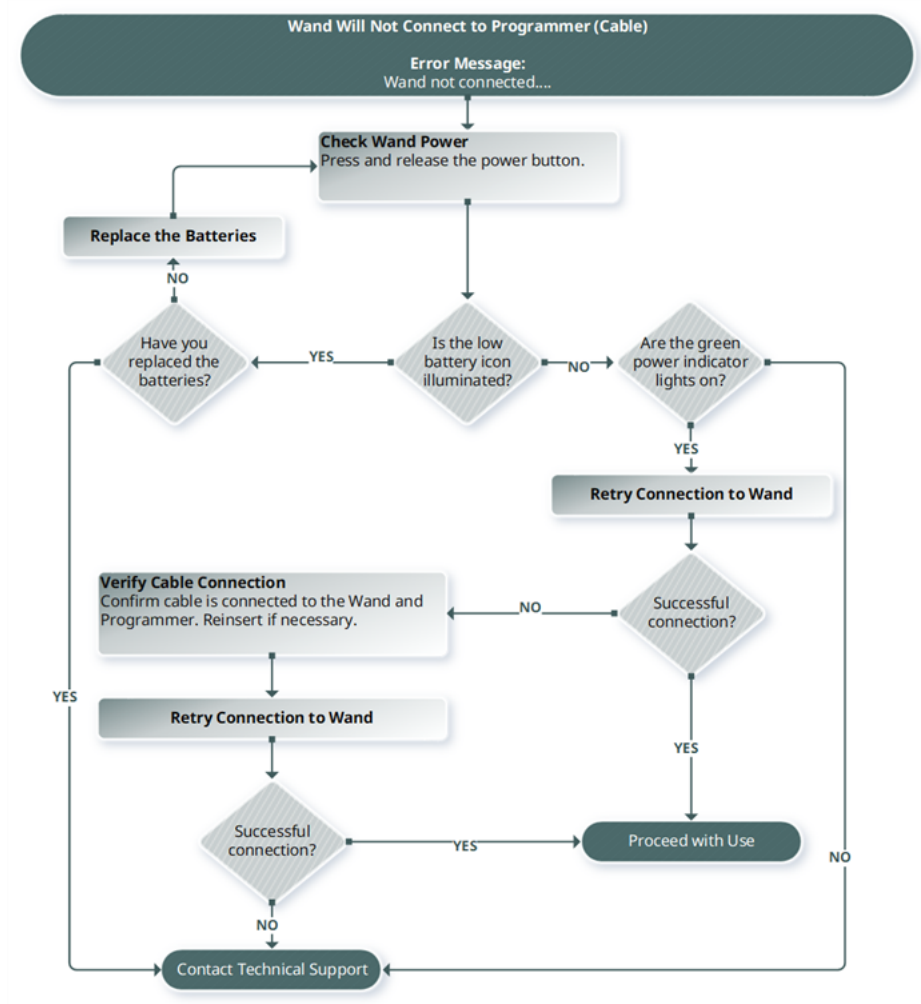 Wand Will Not Connect to Programmer (Cable)
Error Message:
Wand not connected....
Check Wand Power
Press and release the power button.
Replace the Batteries
NO
Have you
replaced the
batteries?
YES
Is the low
battery icon
illuminated?
NO
Are the green
power indicator
lights on?
YES
Retry Connection to Wand
Successful
connection?
NO
Verify Cable Connection
Confirm cable is connected to the Wand and
Programmer. Reinsert if necessary.
YES
Retry Connection to Wand
YES
Successful
connection?
YES
Proceed with Use
NO
NO
Contact Technical Support